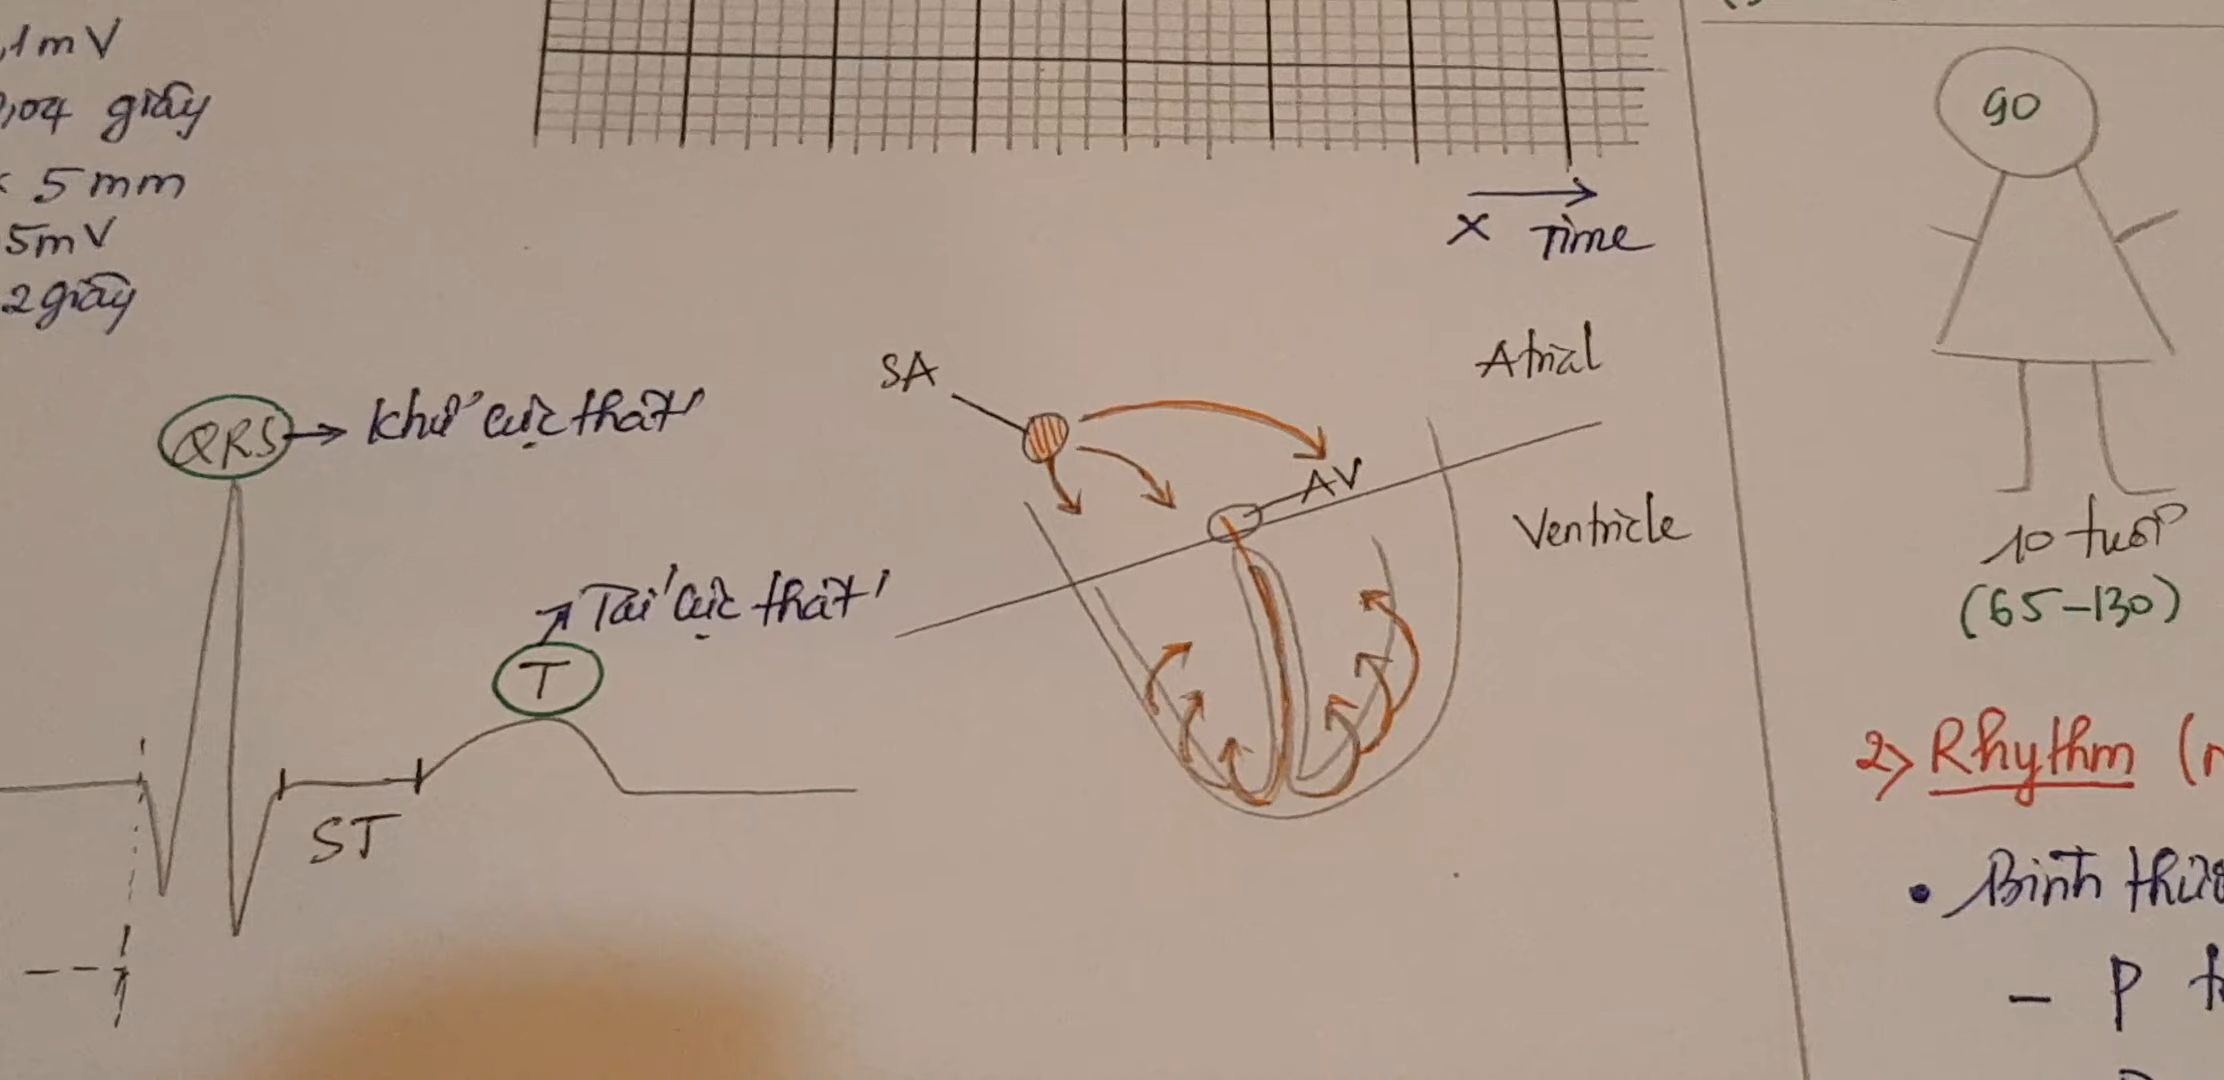 ,1mV
,04 giây
5mm
5mV
2 giây
X Time
SA
Atrial
AV
Ventricle
QRS → khử cực thất
Tái cực thất
T
ST
90
10 tuổi
(65-130)
2> Rhythm
• Bình
- P